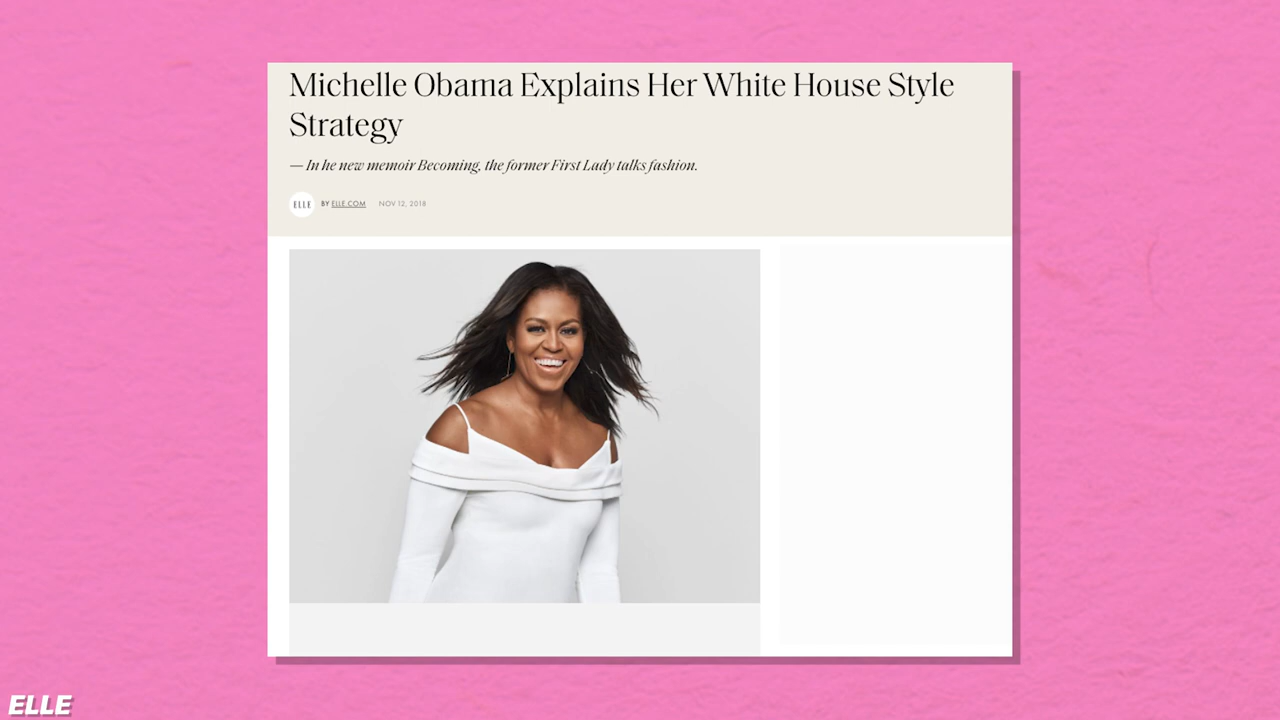 Michelle Obama Explains Her White House Style
Strategy
— In he new memoir Becoming, the former First Lady talks fashion.
ELLE BY ELLE.COM NOV 12, 2018
ELLE